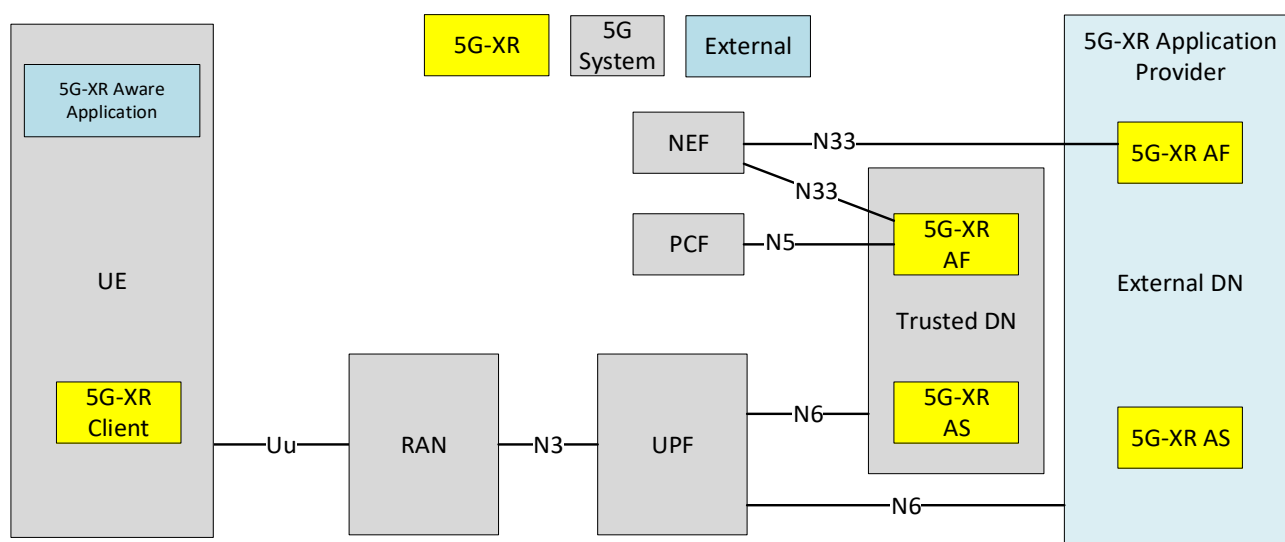 5G-XR
5G
System
External
5G-XR Application
Provider
5G-XR Aware
Application
NEF
N33
5G-XR AF
N33
PCF
N5
5G-XR
AF
UE
External DN
Trusted DN
5G-XR
Client
N6
5G-XR
AS
5G-XR AS
Uu
RAN
N3
UPF
N6